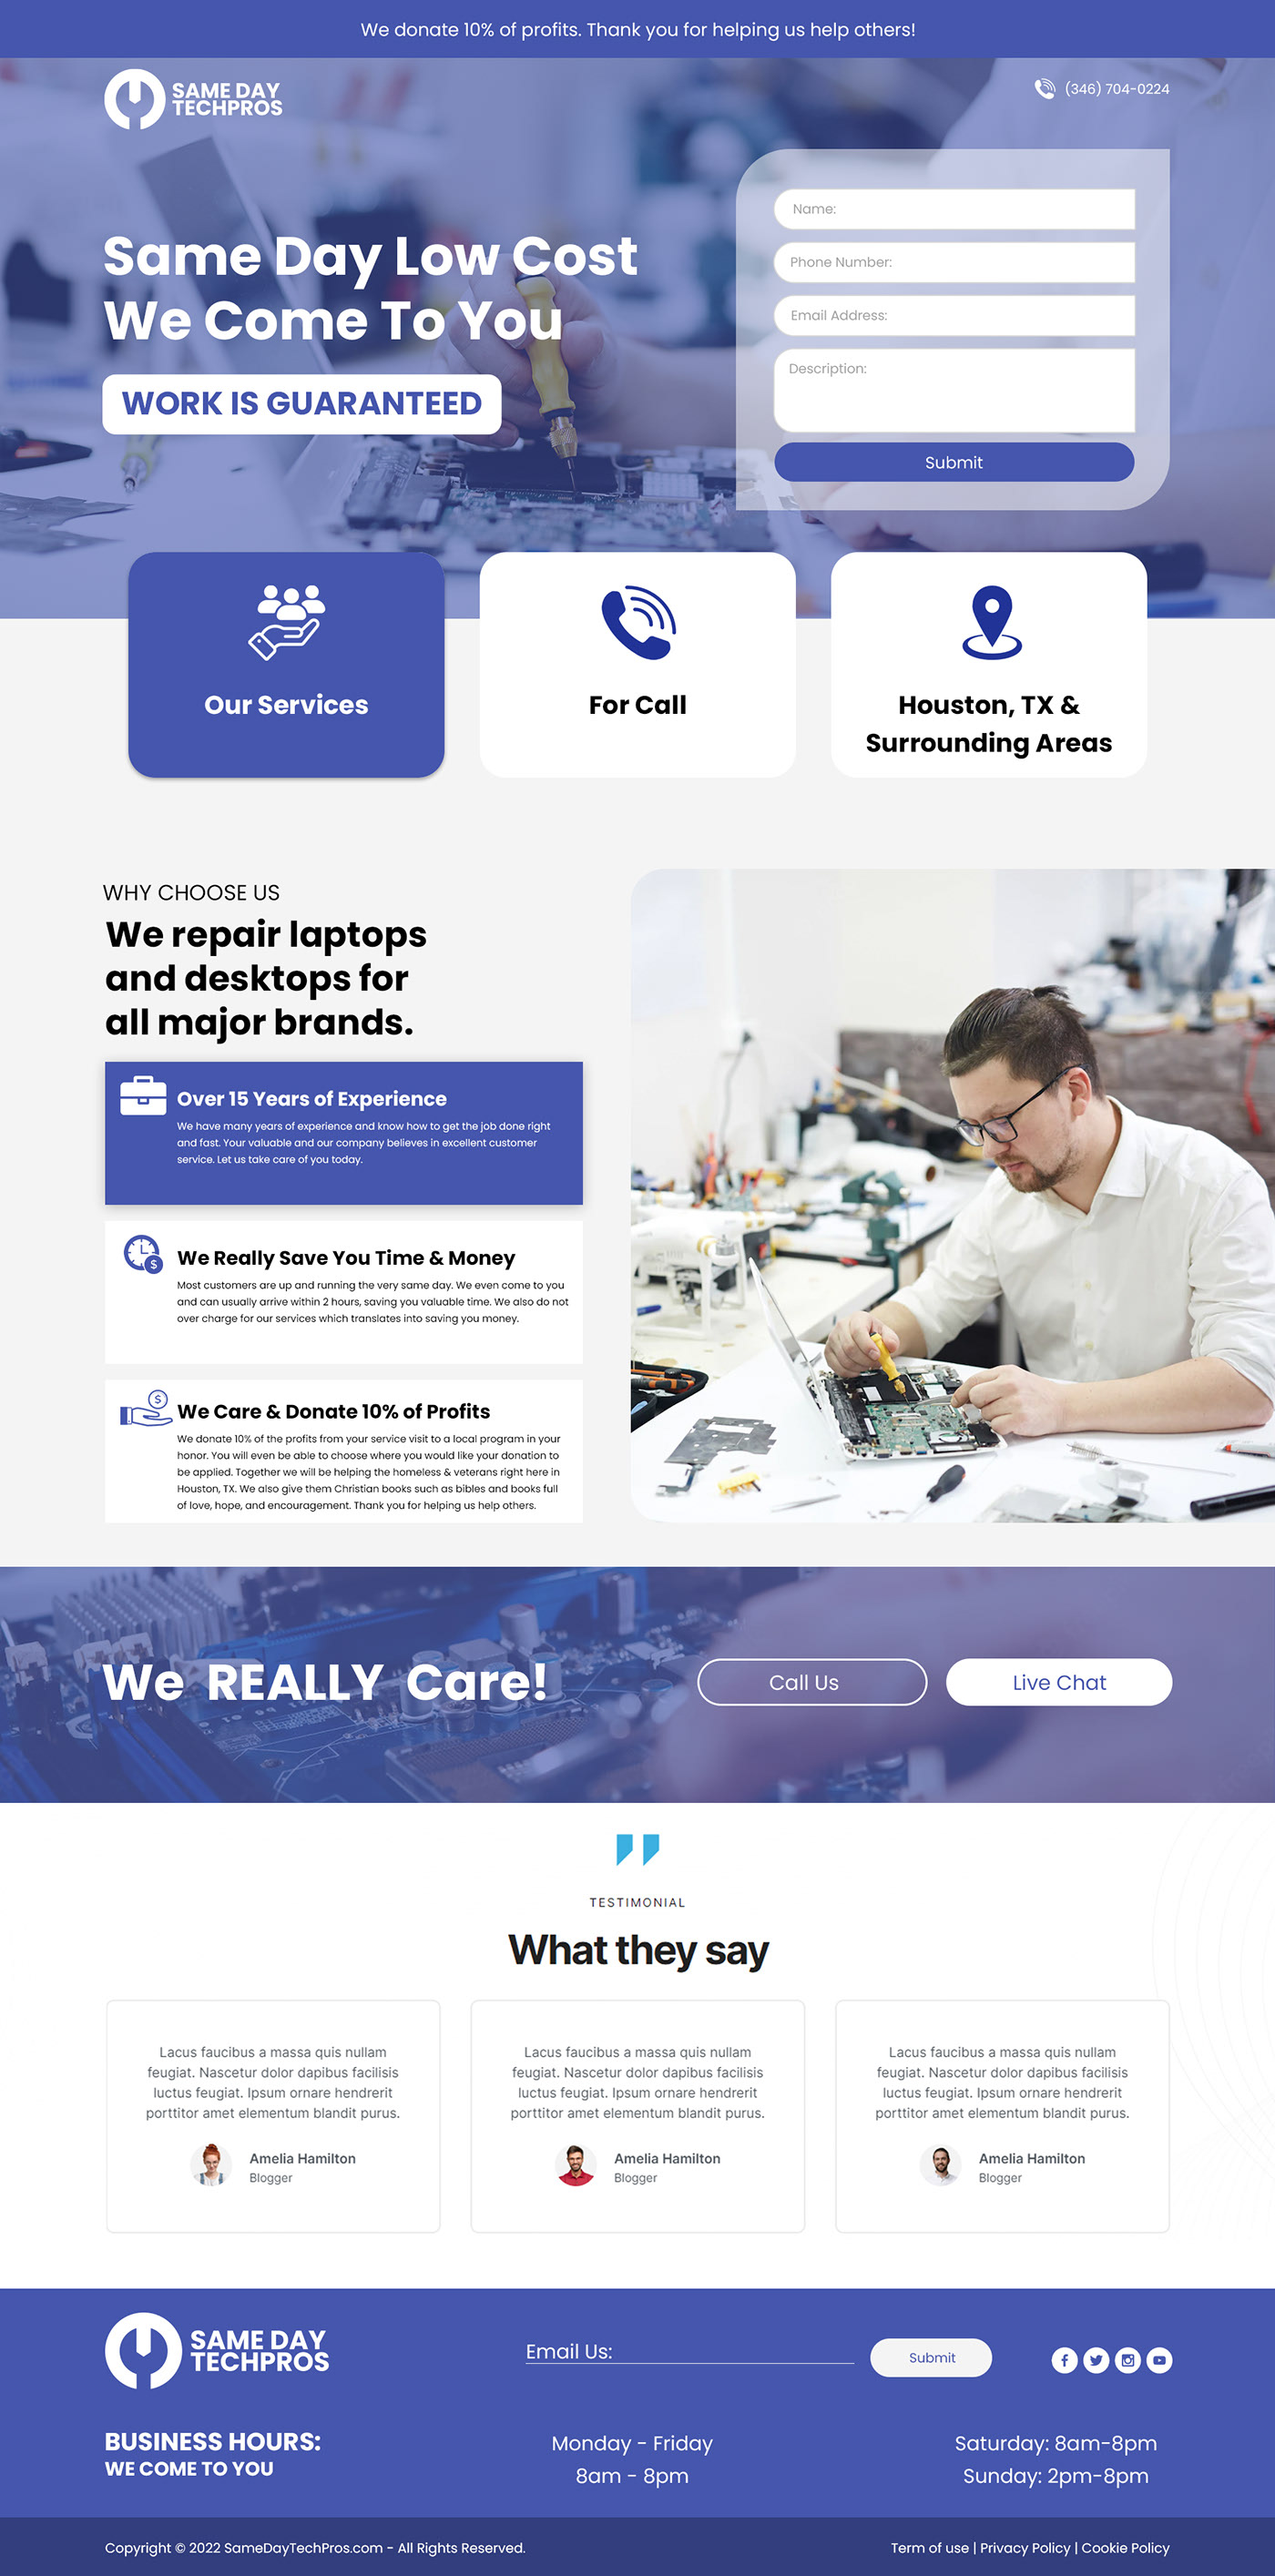 We donate 10% of profits. Thank you for helping us help others!
SAME DAY
TECHPROS
(346) 704-0224
Same Day Low Cost
We Come To You
WORK IS GUARANTEED
Name:
Phone Number:
Email Address:
Description:
Submit
Our Services
For Call
Houston, TX &
Surrounding Areas
WHY CHOOSE US
We repair laptops
and desktops for
all major brands.
Over 15 Years of Experience
We have many years of experience and know how to get the job done right
and fast. Your valuable and our company believes in excellent customer
service. Let us take care of you today.
We Really Save You Time & Money
Most customers are up and running the very same day. We even come to you
and can usually arrive within 2 hours, saving you valuable time. We also do not
over charge for our services which translates into saving you money.
We Care & Donate 10% of Profits
We donate 10% of the profits from your service visit to a local program in your
honor. You will even be able to choose where you would like your donation to
be applied. Together we will be helping the homeless & veterans right here in
Houston, TX. We also give them Christian books such as bibles and books full
of love, hope, and encouragement. Thank you for helping us help others.
We REALLY Care!
Call Us
Live Chat
TESTIMONIAL
What they say
Lacus faucibus a massa quis nullam
feugiat. Nascetur dolor dapibus facilisis
luctus feugiat. Ipsum ornare hendrerit
porttitor amet elementum blandit purus.
Amelia Hamilton
Blogger
Lacus faucibus a massa quis nullam
feugiat. Nascetur dolor dapibus facilisis
luctus feugiat. Ipsum ornare hendrerit
porttitor amet elementum blandit purus.
Amelia Hamilton
Blogger
Lacus faucibus a massa quis nullam
feugiat. Nascetur dolor dapibus facilisis
luctus feugiat. Ipsum ornare hendrerit
porttitor amet elementum blandit purus.
Amelia Hamilton
Blogger
SAME DAY
TECHPROS
Email Us:
Submit
BUSINESS HOURS:
WE COME TO YOU
Monday - Friday
8am - 8pm
Saturday: 8am-8pm
Sunday: 2pm-8pm
Copyright © 2022 SameDayTechPros.com - All Rights Reserved.
Term of use | Privacy Policy | Cookie Policy